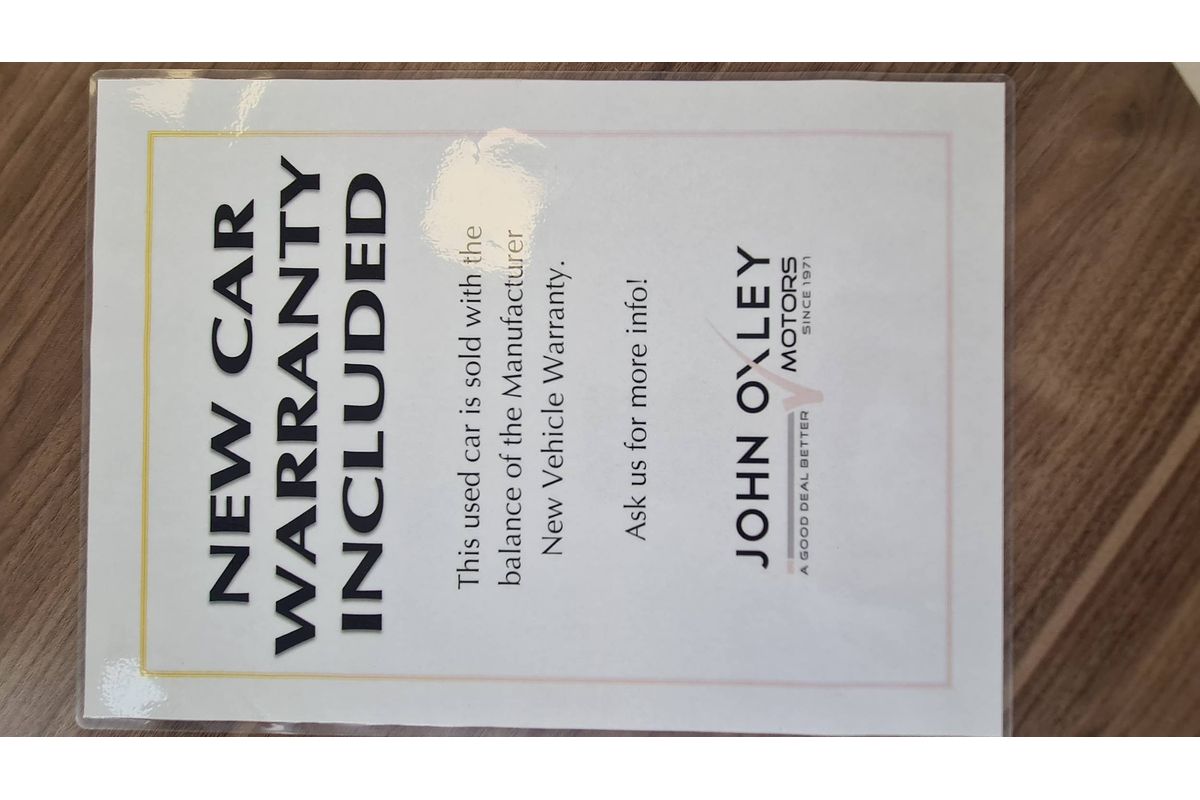 NEW CAR
WARRANTY
INCLUDED
This used car is sold with the
balance of the Manufacturer
New Vehicle Warranty.
Ask us for more info!
JOHN OXLEY
MOTORS
A GOOD DEAL BETTER
SINCE 1971